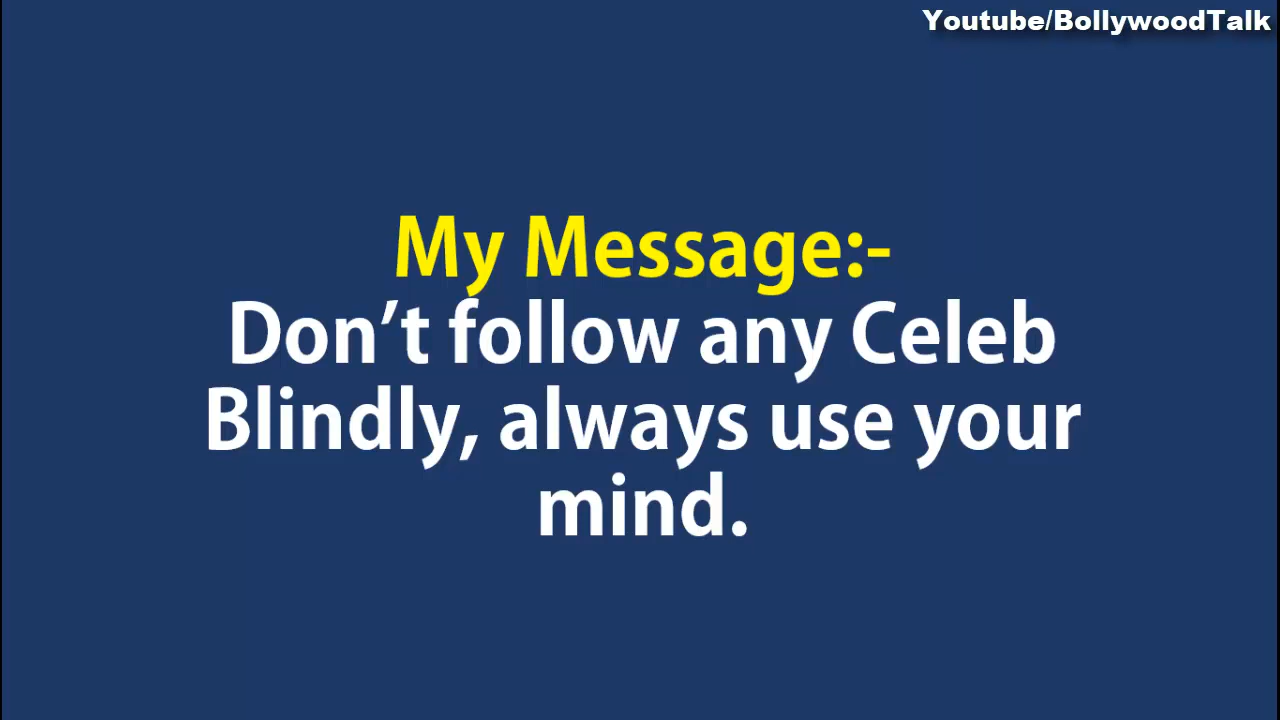 Youtube/BollywoodTalk
My Message:-
Don’t follow any Celeb
Blindly, always use your
mind.